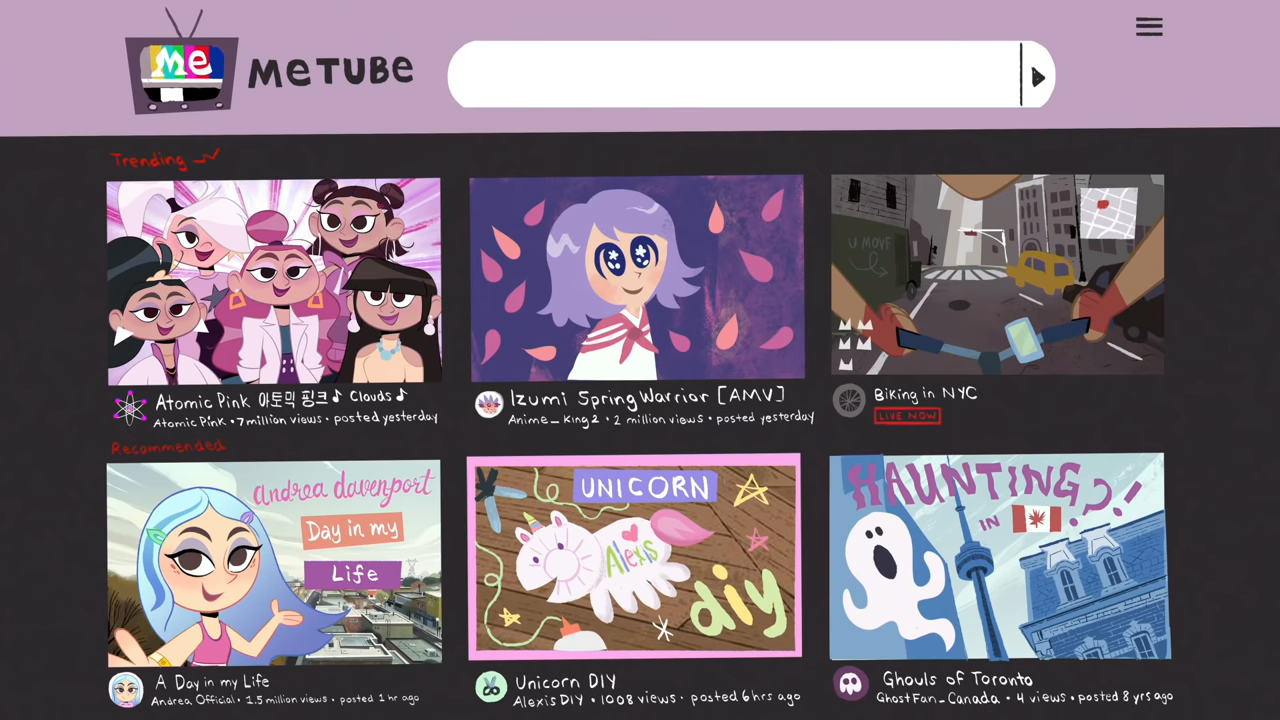 Me
METUBE
Trending
U MOVE
Atomic Pink 아토믹 핑크♪ Clouds♪
Atomic Pink • 7 million views • posted yesterday
Izumi Spring Warrior [AMV]
Anime_King2 • 2 million views • posted yesterday
Biking in NYC
LIVE NOW
Recommended
andrea davenport
Day in my
Life
UNICORN
Alexis
diy
HAUNTING?!
IN
A Day in my Life
Andrea Official • 1.5 million views • posted 1 hr ago
Unicorn DIY
Alexis DIY • 1008 views • posted 6 hrs ago
Ghouls of Toronto
GhostFan_Canada • 4 views • posted 8 yrs ago